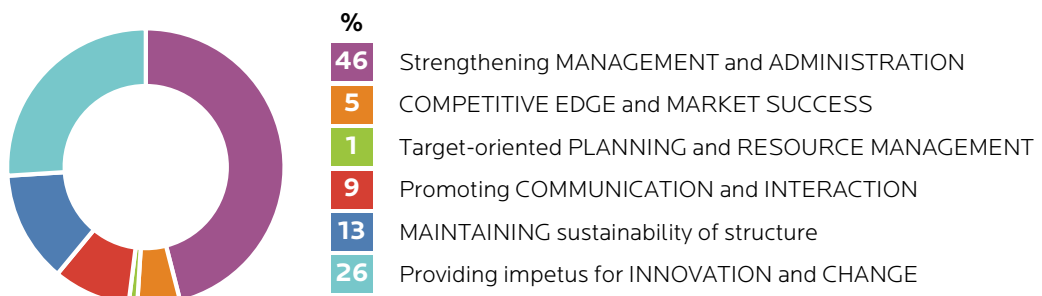 %
46 Strengthening MANAGEMENT and ADMINISTRATION
5 COMPETITIVE EDGE and MARKET SUCCESS
1 Target-oriented PLANNING and RESOURCE MANAGEMENT
9 Promoting COMMUNICATION and INTERACTION
13 MAINTAINING sustainability of structure
26 Providing impetus for INNOVATION and CHANGE